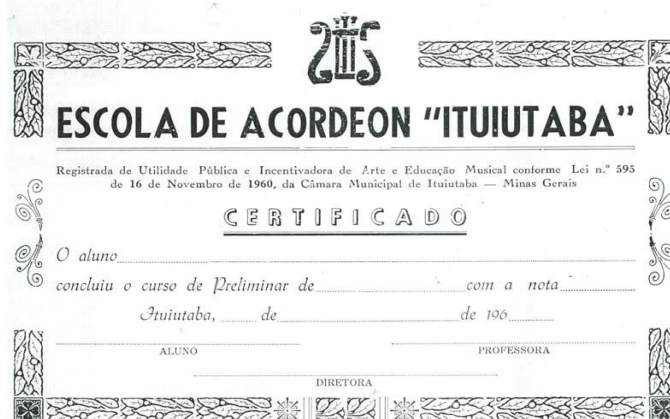 ESCOLA DE ACORDEON "ITUIUTABA"
Registrada de Utilidade Pública e Incentivadora de Arte e Educação Musical conforme Lei n.º 595
de 16 de Novembro de 1960, da Câmara Municipal de Ituiutaba — Minas Gerais
CERTIFICADO
O aluno
concluiu o curso de Preliminar de com a nota
Ituiutaba, de de 196
ALUNO PROFESSORA
DIRETORA